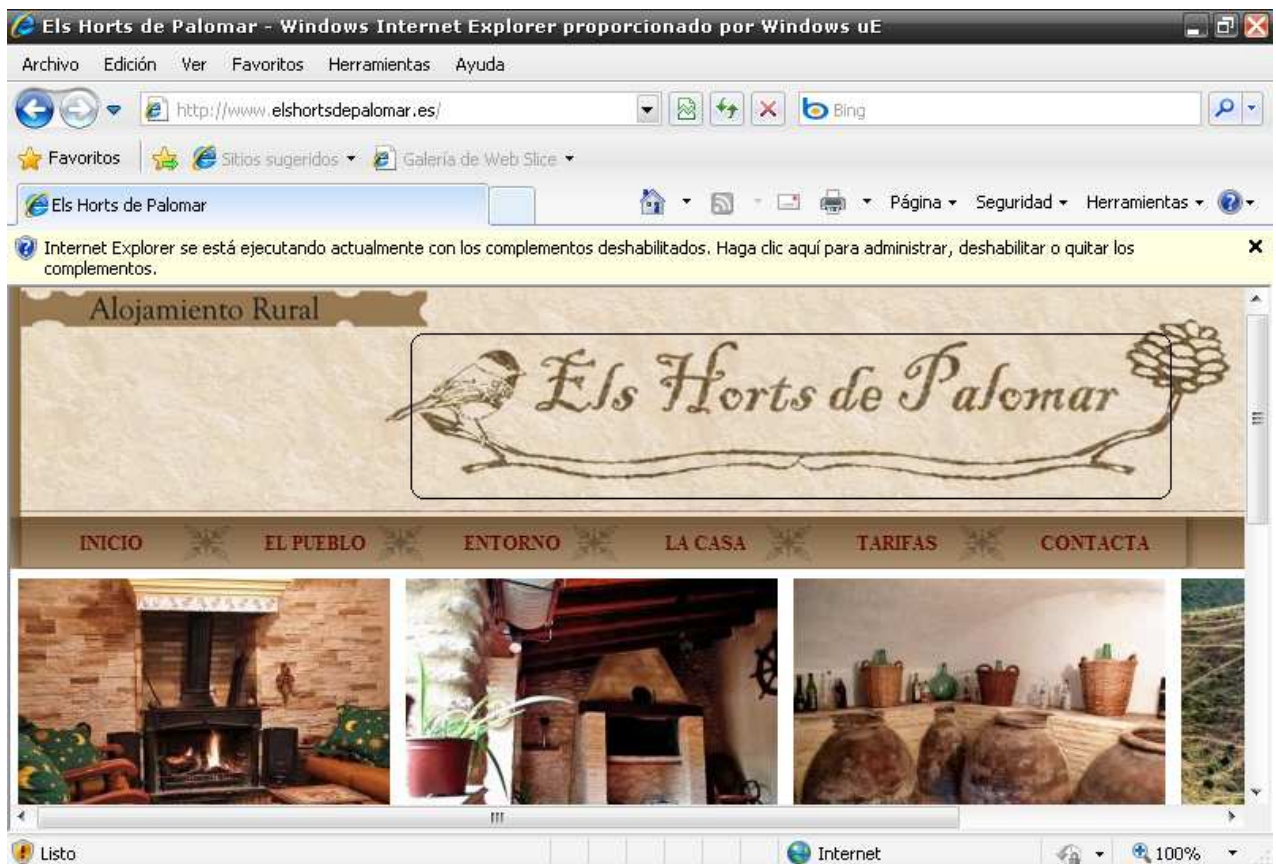 Els Horts de Palomar - Windows Internet Explorer proporcionado por Windows uE
Archivo Edición Ver Favoritos Herramientas Ayuda
http://www.elshortsdepalomar.es/ Bing
Favoritos Sitios sugeridos Galería de Web Slice
Els Horts de Palomar Página Seguridad Herramientas
Internet Explorer se está ejecutando actualmente con los complementos deshabilitados. Haga clic aquí para administrar, deshabilitar o quitar los
complementos.
Alojamiento Rural
Els Horts de Palomar
INICIO EL PUEBLO ENTORNO LA CASA TARIFAS CONTACTA
Listo Internet 100%